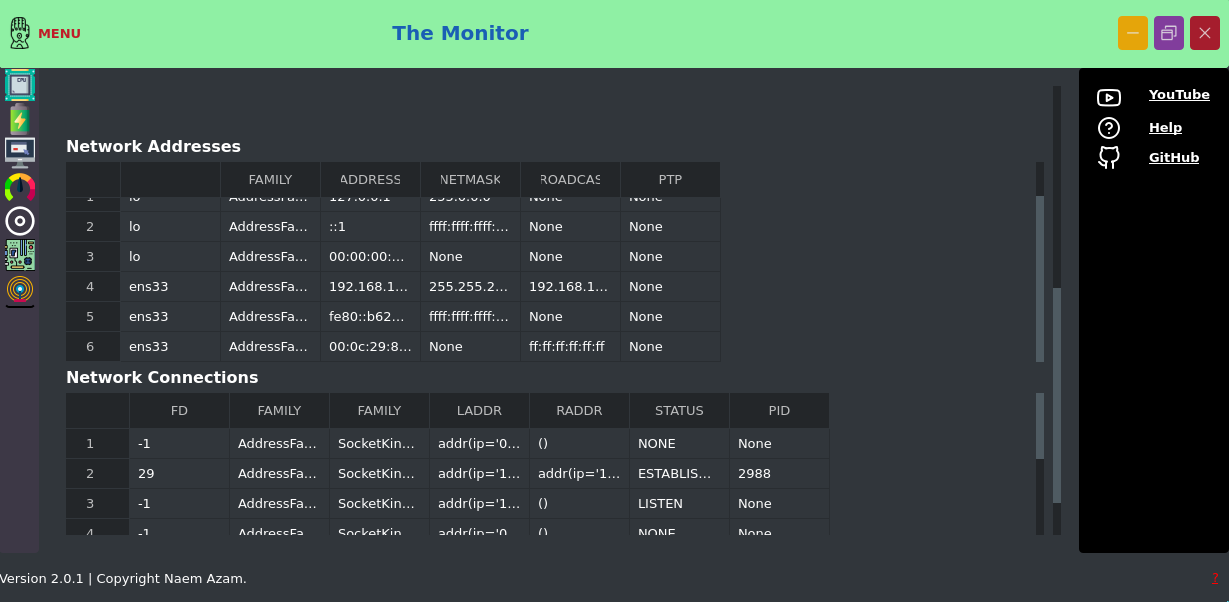 MENU The Monitor
CPU
YouTube
Help
GitHub
Network Addresses
FAMILY ADDRESS NETMASK ROADCAS PTP
1 lo AddressFa... 127.0.0.1 255.0.0.0 None None
2 lo AddressFa... ::1 ffff:ffff:ffff:... None None
3 lo AddressFa... 00:00:00:... None None None
4 ens33 AddressFa... 192.168.1... 255.255.2... 192.168.1... None
5 ens33 AddressFa... fe80::b62... ffff:ffff:ffff:... None None
6 ens33 AddressFa... 00:0c:29:8... None ff:ff:ff:ff:ff:ff None
Network Connections
FD FAMILY FAMILY LADDR RADDR STATUS PID
1 -1 AddressFa... SocketKin... addr(ip='0... () NONE None
2 29 AddressFa... SocketKin... addr(ip='1... addr(ip='1... ESTABLIS... 2988
3 -1 AddressFa... SocketKin... addr(ip='1... () LISTEN None
4 -1 AddressFa... SocketKin... addr(ip='0... () NONE None
Version 2.0.1 | Copyright Naem Azam. ?